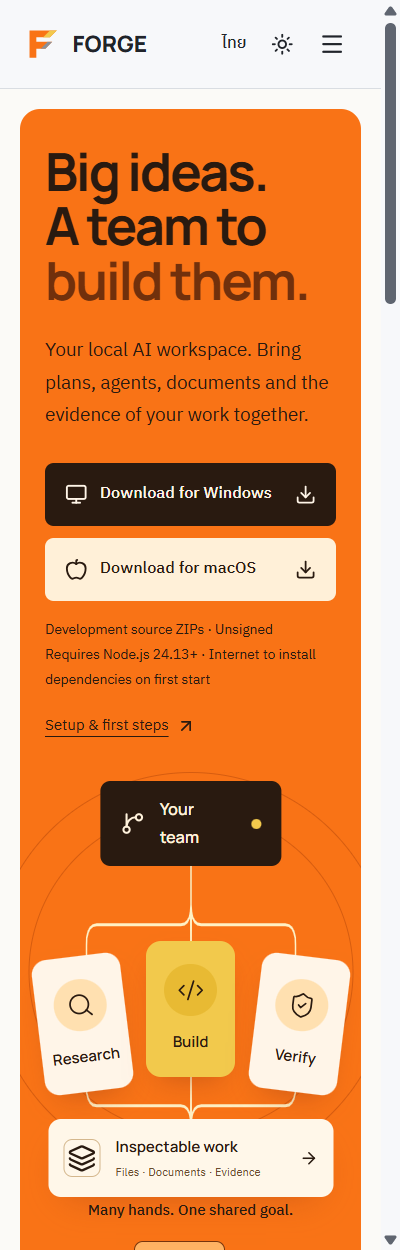 FORGE
ไทย
Big ideas.
A team to
build them.
Your local AI workspace. Bring
plans, agents, documents and the
evidence of your work together.
Download for Windows
Download for macOS
Development source ZIPs · Unsigned
Requires Node.js 24.13+ · Internet to install
dependencies on first start
Setup & first steps
Your
team
Research
Build
Verify
Inspectable work
Files · Documents · Evidence
Many hands. One shared goal.